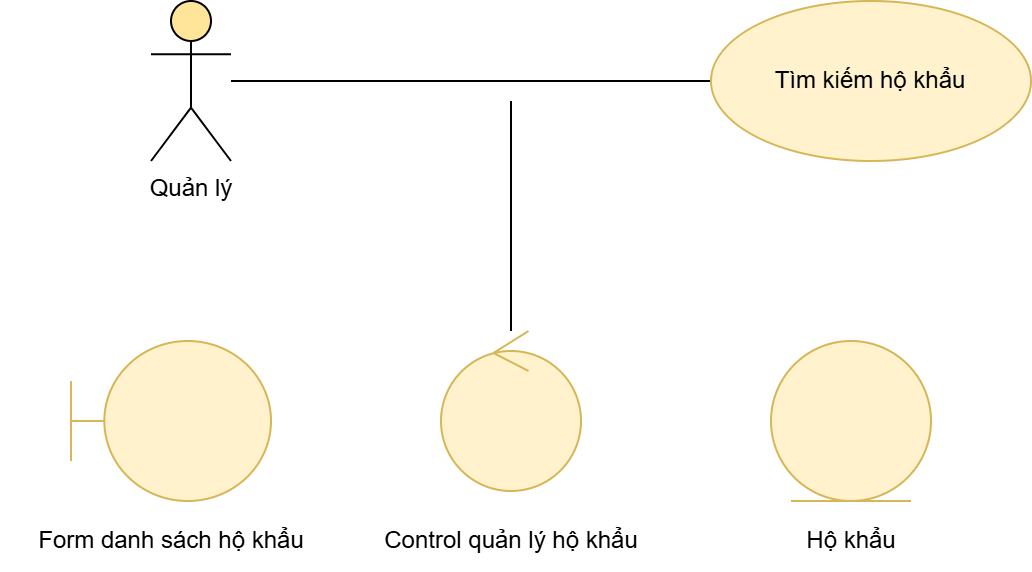 Tìm kiếm hộ khẩu
Quản lý
Form danh sách hộ khẩu
Control quản lý hộ khẩu
Hộ khẩu